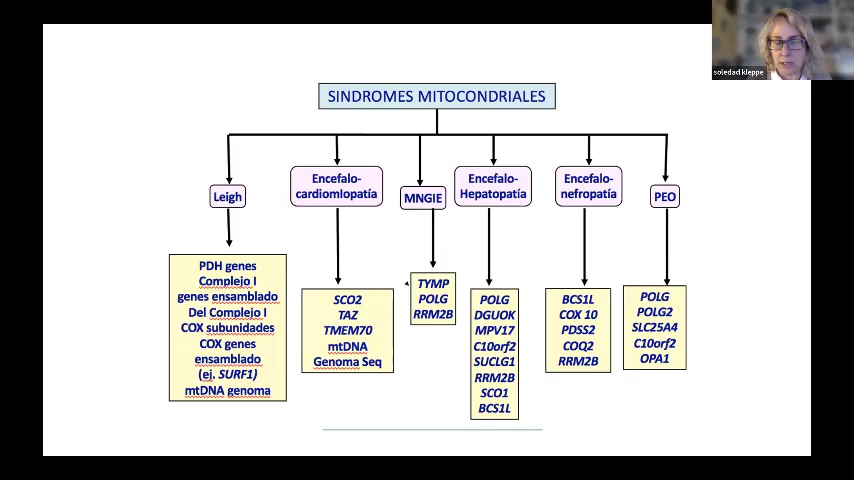 soledad kleppe
SINDROMES MITOCONDRIALES
Leigh
Encefalo-
cardiomIopatía
MNGIE
Encefalo-
Hepatopatía
Encefalo-
nefropatía
PEO
PDH genes
Complejo I
genes ensamblado
Del Complejo I
COX subunidades
COX genes
ensamblado
(ej. SURF1)
mtDNA genoma
SCO2
TAZ
TMEM70
mtDNA
Genoma Seq
TYMP
POLG
RRM2B
POLG
DGUOK
MPV17
C10orf2
SUCLG1
RRM2B
SCO1
BCS1L
BCS1L
COX 10
PDSS2
COQ2
RRM2B
POLG
POLG2
SLC25A4
C10orf2
OPA1